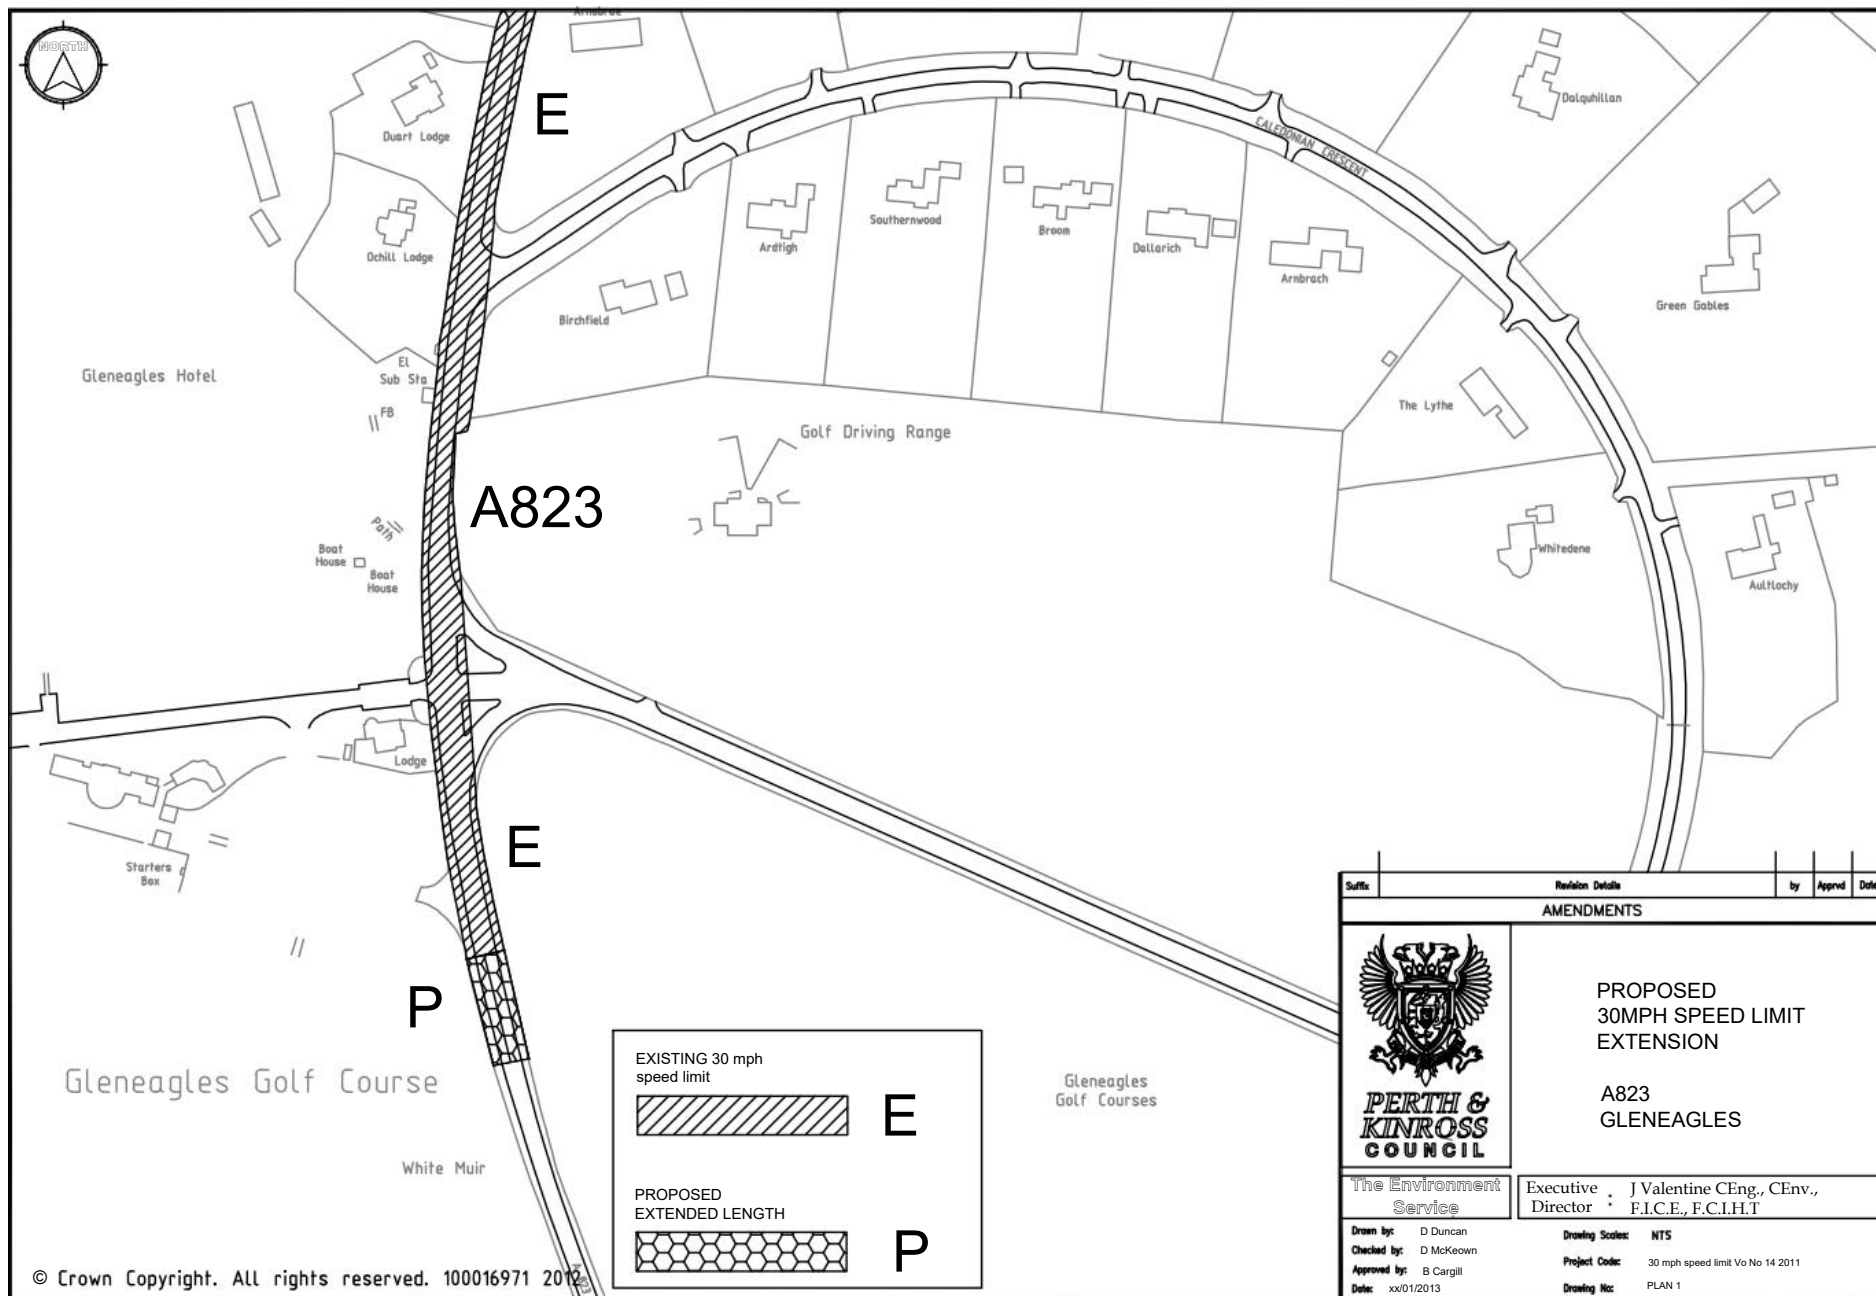 NORTH
Arnsbrae
Duart Lodge
E
CALEDONIAN CRESCENT
Dalquhillan
Ochill Lodge
Ardtigh
Southernwood
Broom
Dallarich
Arnbrach
Birchfield
Green Gables
Gleneagles Hotel
El
Sub Sta
FB
The Lythe
Golf Driving Range
A823
Path
Boat
House
Boat
House
Whitedene
Aultlochy
Lodge
Starters
Box
E
P
Gleneagles Golf Course
White Muir
Gleneagles
Golf Courses
A 823
EXISTING 30 mph
speed limit
E
PROPOSED
EXTENDED LENGTH
P
© Crown Copyright. All rights reserved. 100016971 2012
Suffix Revision Details by Apprvd Date
AMENDMENTS
PERTH &
KINROSS
COUNCIL
PROPOSED
30MPH SPEED LIMIT
EXTENSION
A823
GLENEAGLES
The Environment
Service
Executive
Director : J Valentine CEng., CEnv.,
F.I.C.E., F.C.I.H.T
Drawn by: D Duncan
Checked by: D McKeown
Approved by: B Cargill
Date: xx/01/2013
Drawing Scales: NTS
Project Code: 30 mph speed limit Vo No 14 2011
Drawing No: PLAN 1